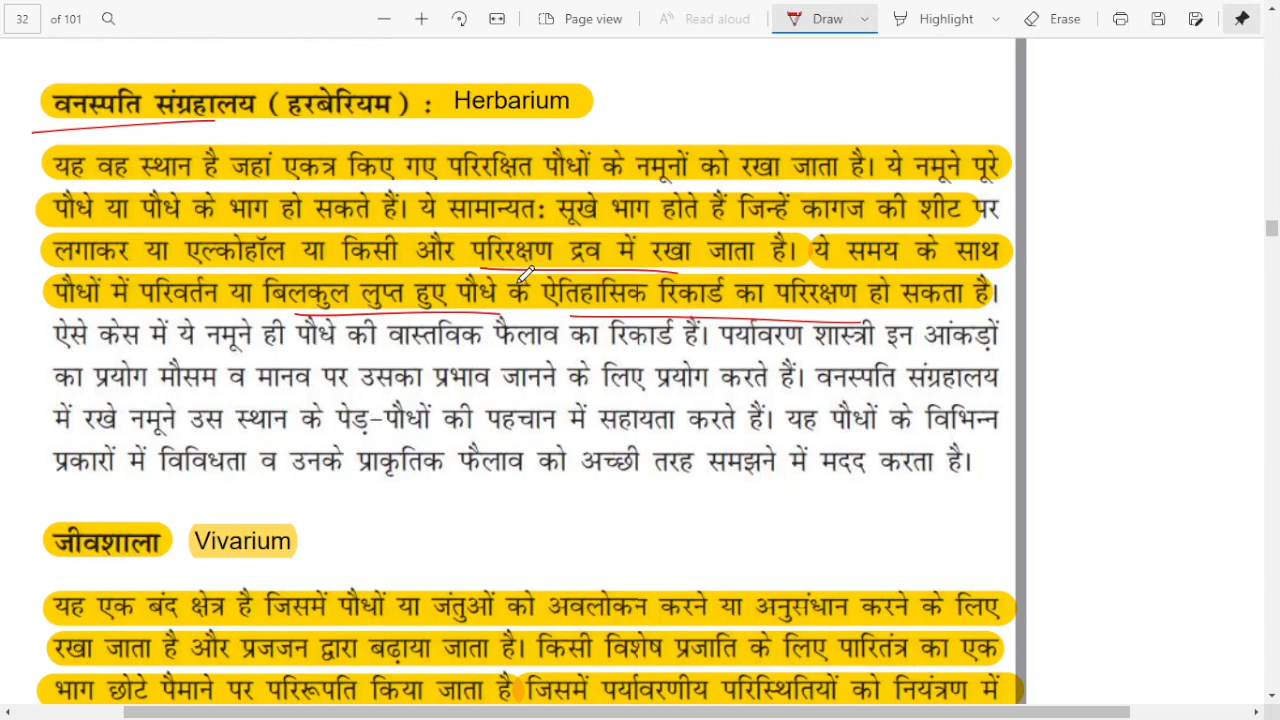 32 of 101 Page view Read aloud Draw Highlight Erase
वनस्पति संग्रहालय ( हरबेरियम ) : Herbarium
यह वह स्थान है जहां एकत्र किए गए परिरक्षित पौधों के नमूनों को रखा जाता है। ये नमूने पूरे
पौधे या पौधे के भाग हो सकते हैं। ये सामान्यत: सूखे भाग होते हैं जिन्हें कागज की शीट पर
लगाकर या एल्कोहॉल या किसी और परिरक्षण द्रव में रखा जाता है। ये समय के साथ
पौधों में परिवर्तन या बिलकुल लुप्त हुए पौधे के ऐतिहासिक रिकार्ड का परिरक्षण हो सकता है।
ऐसे केस में ये नमूने ही पौधे की वास्तविक फैलाव का रिकार्ड हैं। पर्यावरण शास्त्री इन आंकड़ों
का प्रयोग मौसम व मानव पर उसका प्रभाव जानने के लिए प्रयोग करते हैं। वनस्पति संग्रहालय
में रखे नमूने उस स्थान के पेड़-पौधों की पहचान में सहायता करते हैं। यह पौधों के विभिन्न
प्रकारों में विविधता व उनके प्राकृतिक फैलाव को अच्छी तरह समझने में मदद करता है।
जीवशाला Vivarium
यह एक बंद क्षेत्र है जिसमें पौधों या जंतुओं को अवलोकन करने या अनुसंधान करने के लिए
रखा जाता है और प्रजजन द्वारा बढ़ाया जाता है। किसी विशेष प्रजाति के लिए पारितंत्र का एक
भाग छोटे पैमाने पर परिरूपति किया जाता है जिसमें पर्यावरणीय परिस्थितियों को नियंत्रण में